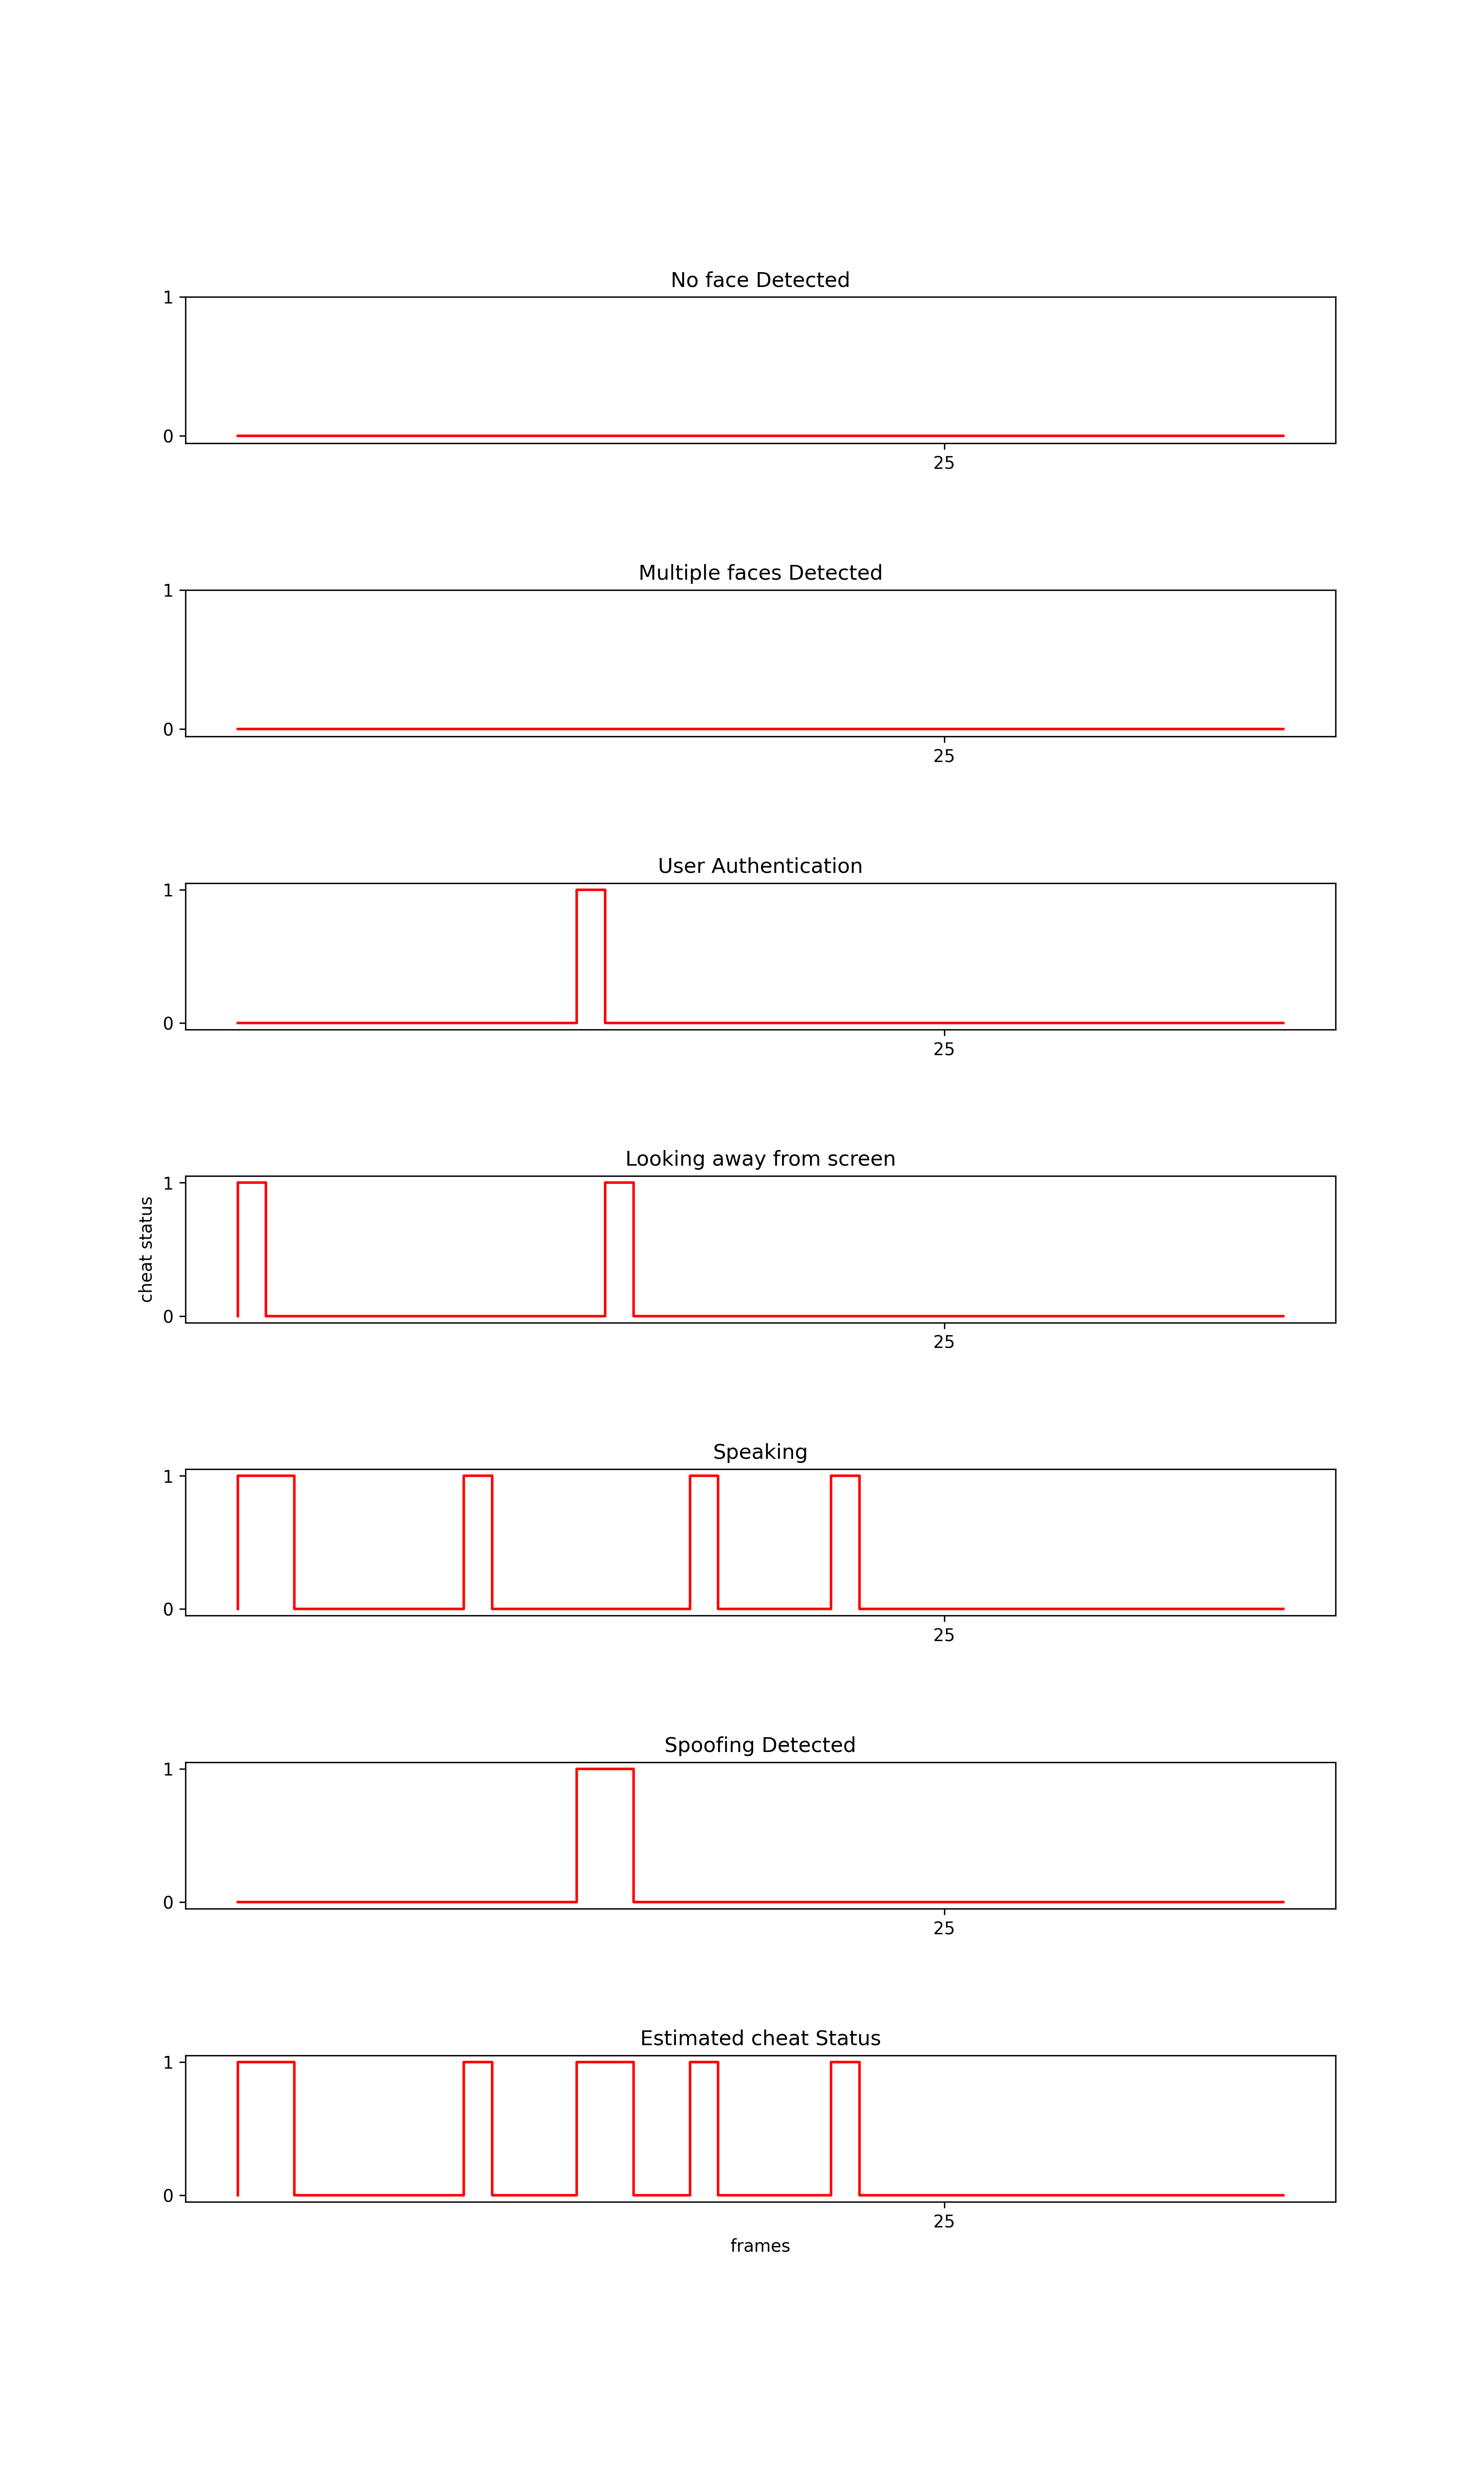 No face Detected
1
0
25
Multiple faces Detected
1
0
25
User Authentication
1
0
25
Looking away from screen
cheat status
1
0
25
Speaking
1
0
25
Spoofing Detected
1
0
25
Estimated cheat Status
1
0
25
frames